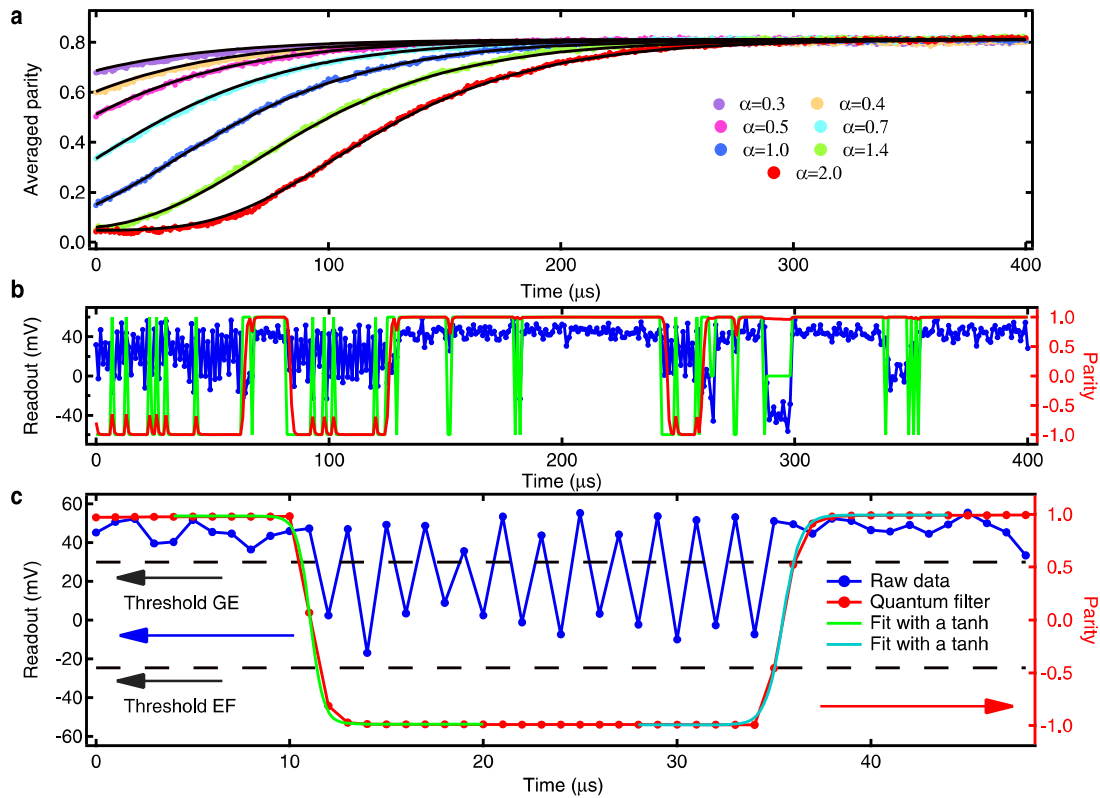 a
Averaged parity
0.8
0.6
0.4
0.2
0.0
α=0.3 α=0.4
α=0.5 α=0.7
α=1.0 α=1.4
α=2.0
0 100 200 300 400
Time (μs)
b
Readout (mV)
40
0
-40
1.0
0.5
0.0
-0.5
-1.0
Parity
0 100 200 300 400
Time (μs)
c
Readout (mV)
60
40
20
0
-20
-40
-60
Threshold GE
Threshold EF
Raw data
Quantum filter
Fit with a tanh
Fit with a tanh
1.0
0.5
0.0
-0.5
-1.0
Parity
0 10 20 30 40
Time (μs)